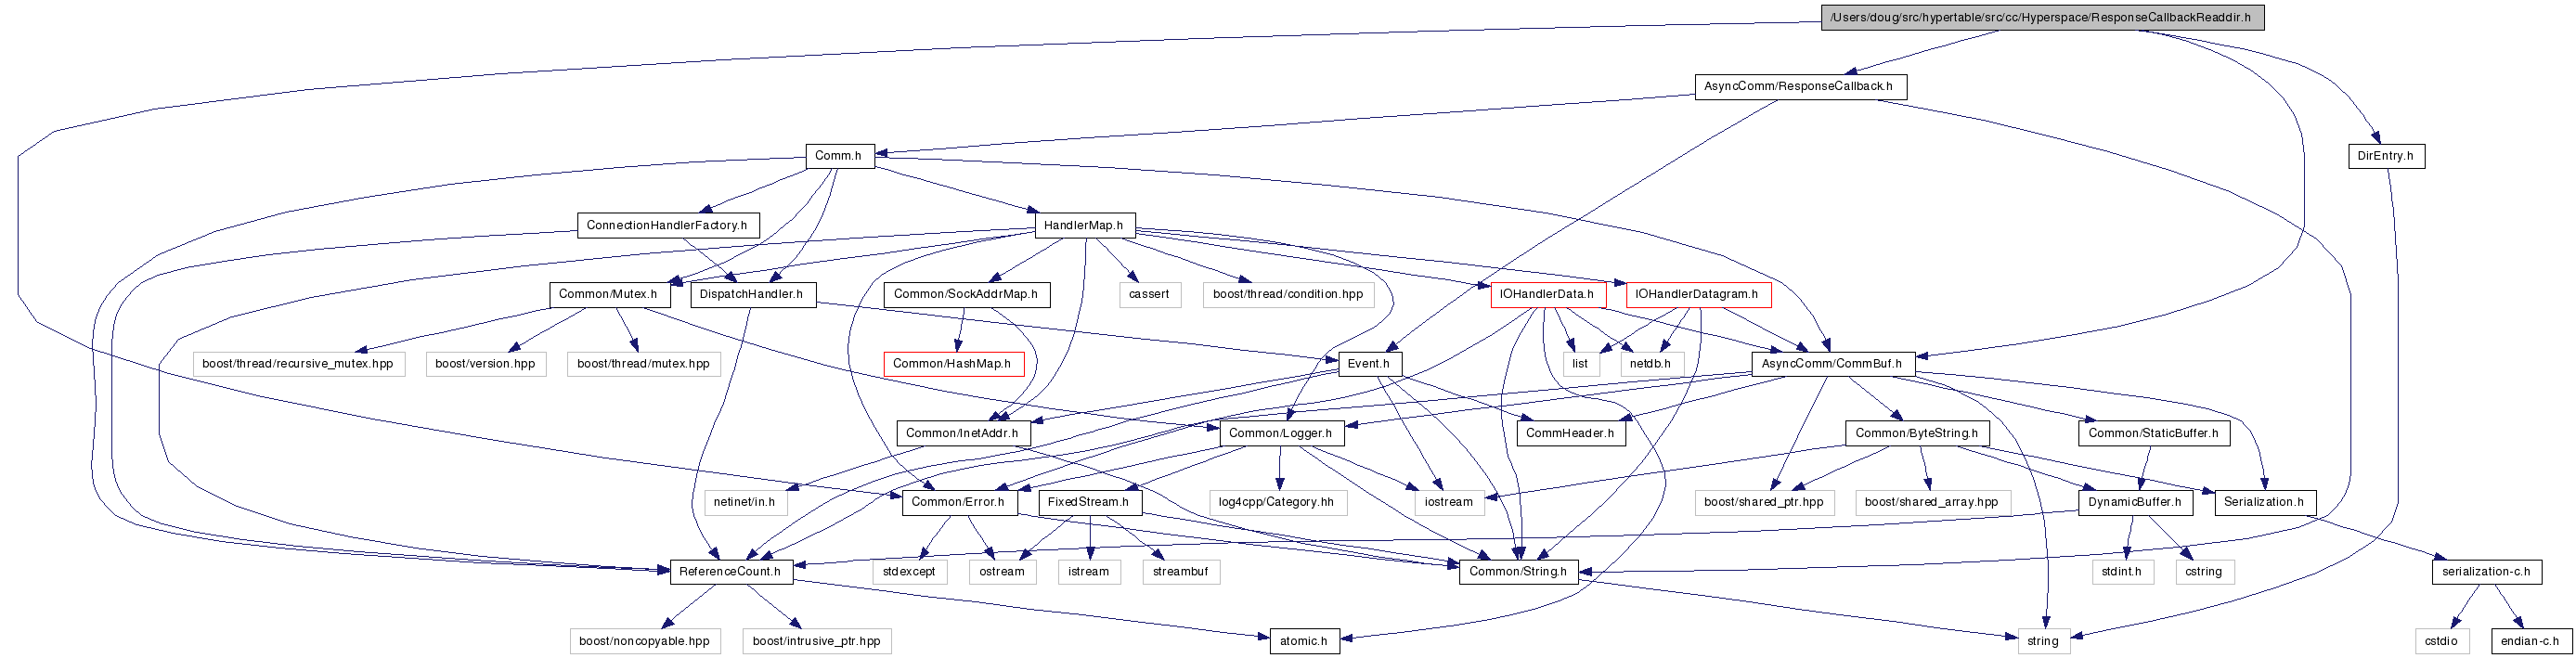 /Users/doug/src/hypertable/src/cc/Hyperspace/ResponseCallbackReaddir.h
AsyncComm/ResponseCallback.h
Comm.h
DirEntry.h
ConnectionHandlerFactory.h
HandlerMap.h
Common/Mutex.h
DispatchHandler.h
Common/SockAddrMap.h
cassert
boost/thread/condition.hpp
IOHandlerData.h
IOHandlerDatagram.h
boost/thread/recursive_mutex.hpp
boost/version.hpp
boost/thread/mutex.hpp
Common/HashMap.h
Event.h
list
netdb.h
AsyncComm/CommBuf.h
Common/InetAddr.h
Common/Logger.h
CommHeader.h
Common/ByteString.h
Common/StaticBuffer.h
netinet/in.h
Common/Error.h
FixedStream.h
log4cpp/Category.hh
iostream
boost/shared_ptr.hpp
boost/shared_array.hpp
DynamicBuffer.h
Serialization.h
ReferenceCount.h
stdexcept
ostream
istream
streambuf
Common/String.h
stdint.h
cstring
serialization-c.h
boost/noncopyable.hpp
boost/intrusive_ptr.hpp
atomic.h
string
cstdio
endian-c.h